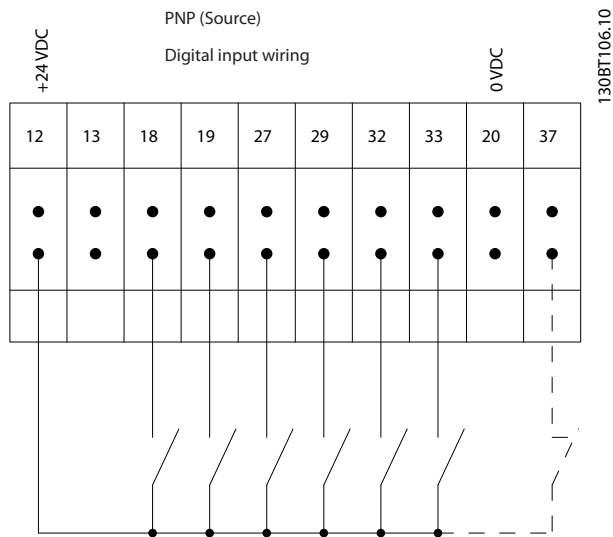 PNP (Source)
Digital input wiring
+24 VDC
0 VDC
130BT106.10
12 13 18 19 27 29 32 33 20 37